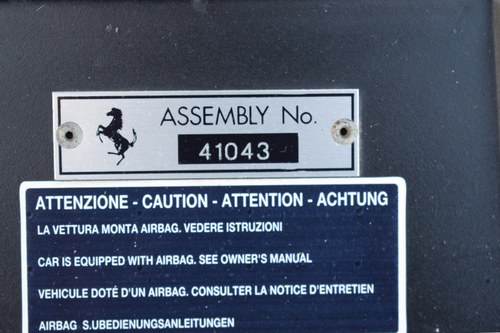 ASSEMBLY No.
41043
ATTENZIONE - CAUTION - ATTENTION - ACHTUNG
LA VETTURA MONTA AIRBAG. VEDERE ISTRUZIONI
CAR IS EQUIPPED WITH AIRBAG. SEE OWNER'S MANUAL
VEHICULE DOTÉ D'UN AIRBAG. CONSULTER LA NOTICE D'ENTRETIEN
AIRBAG S.UBEDIENUNGSANLEITUNGEN